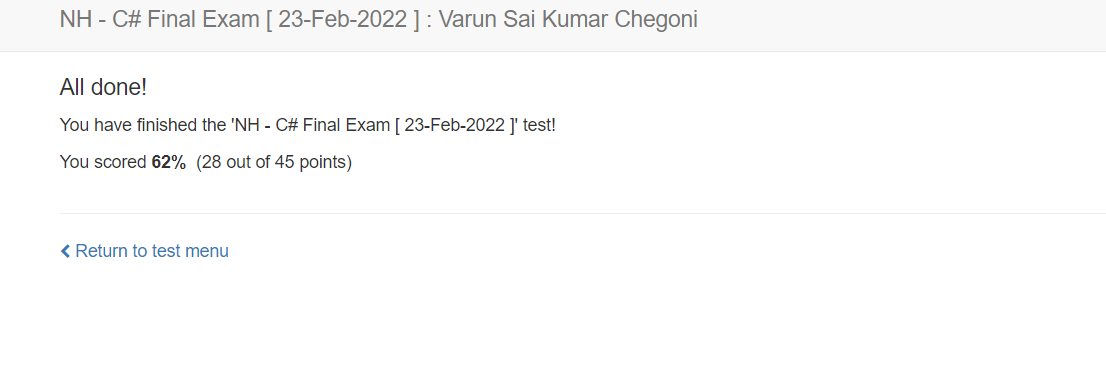 NH - C# Final Exam [ 23-Feb-2022 ] : Varun Sai Kumar Chegoni
All done!
You have finished the 'NH - C# Final Exam [ 23-Feb-2022 ]' test!
You scored 62% (28 out of 45 points)
Return to test menu